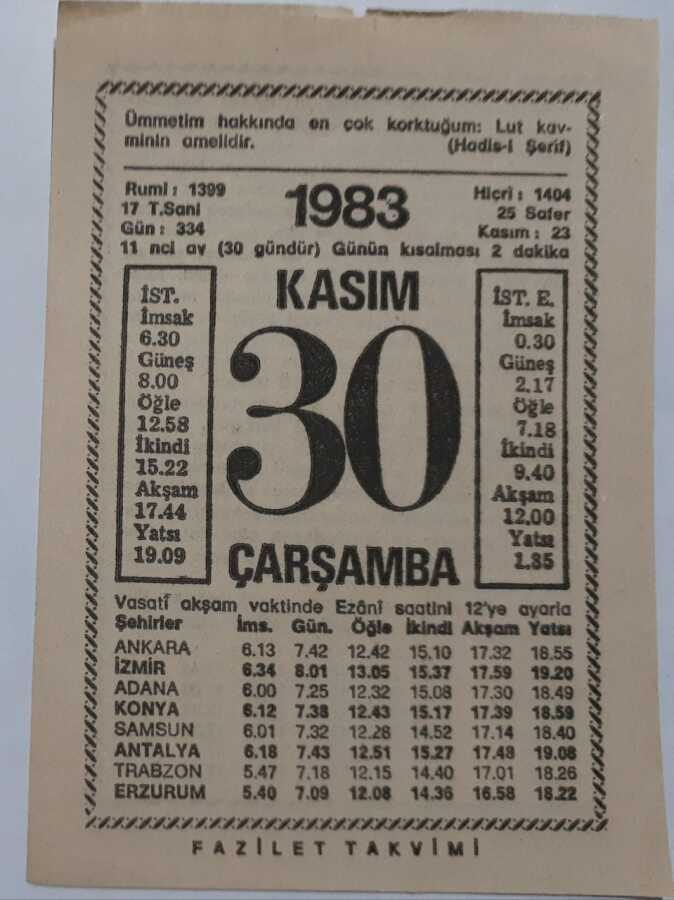 Ümmetim hakkında en çok korktuğum: Lut kav-
minin amelidir. (Hadis-i Şerif)
Rumi : 1399 1983 Hicri : 1404
17 T.Sani 25 Safer
Gün : 334 Kasım : 23
11 nci ay (30 gündür) Günün kısalması 2 dakika
KASIM
30
ÇARŞAMBA
İST.
İmsak
6.30
Güneş
8.00
Öğle
12.58
İkindi
15.22
Akşam
17.44
Yatsı
19.09
İST. E.
İmsak
0.30
Güneş
2.17
Öğle
7.18
İkindi
9.40
Akşam
12.00
Yatsı
1.35
Vasatî akşam vaktinde Ezânî saatini 12'ye ayarla
Şehirler İms. Gün. Öğle İkindi Akşam Yatsı
ANKARA 6.13 7.42 12.42 15.10 17.32 18.55
İZMİR 6.34 8.01 13.05 15.37 17.59 19.20
ADANA 6.00 7.25 12.32 15.08 17.30 18.49
KONYA 6.12 7.38 12.43 15.17 17.39 18.59
SAMSUN 6.01 7.32 12.28 14.52 17.14 18.40
ANTALYA 6.18 7.43 12.51 15.27 17.48 19.08
TRABZON 5.47 7.18 12.15 14.40 17.01 18.26
ERZURUM 5.40 7.09 12.08 14.36 16.58 18.22
FAZİLET TAKVİMİ